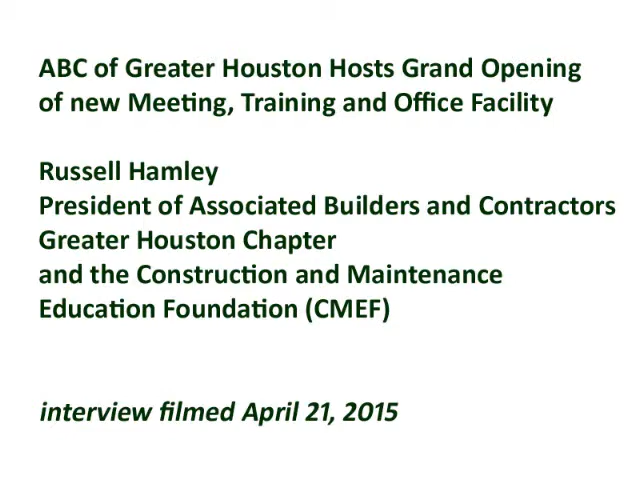 ABC of Greater Houston Hosts Grand Opening
of new Meeting, Training and Office Facility
Russell Hamley
President of Associated Builders and Contractors
Greater Houston Chapter
and the Construction and Maintenance
Education Foundation (CMEF)
interview filmed April 21, 2015